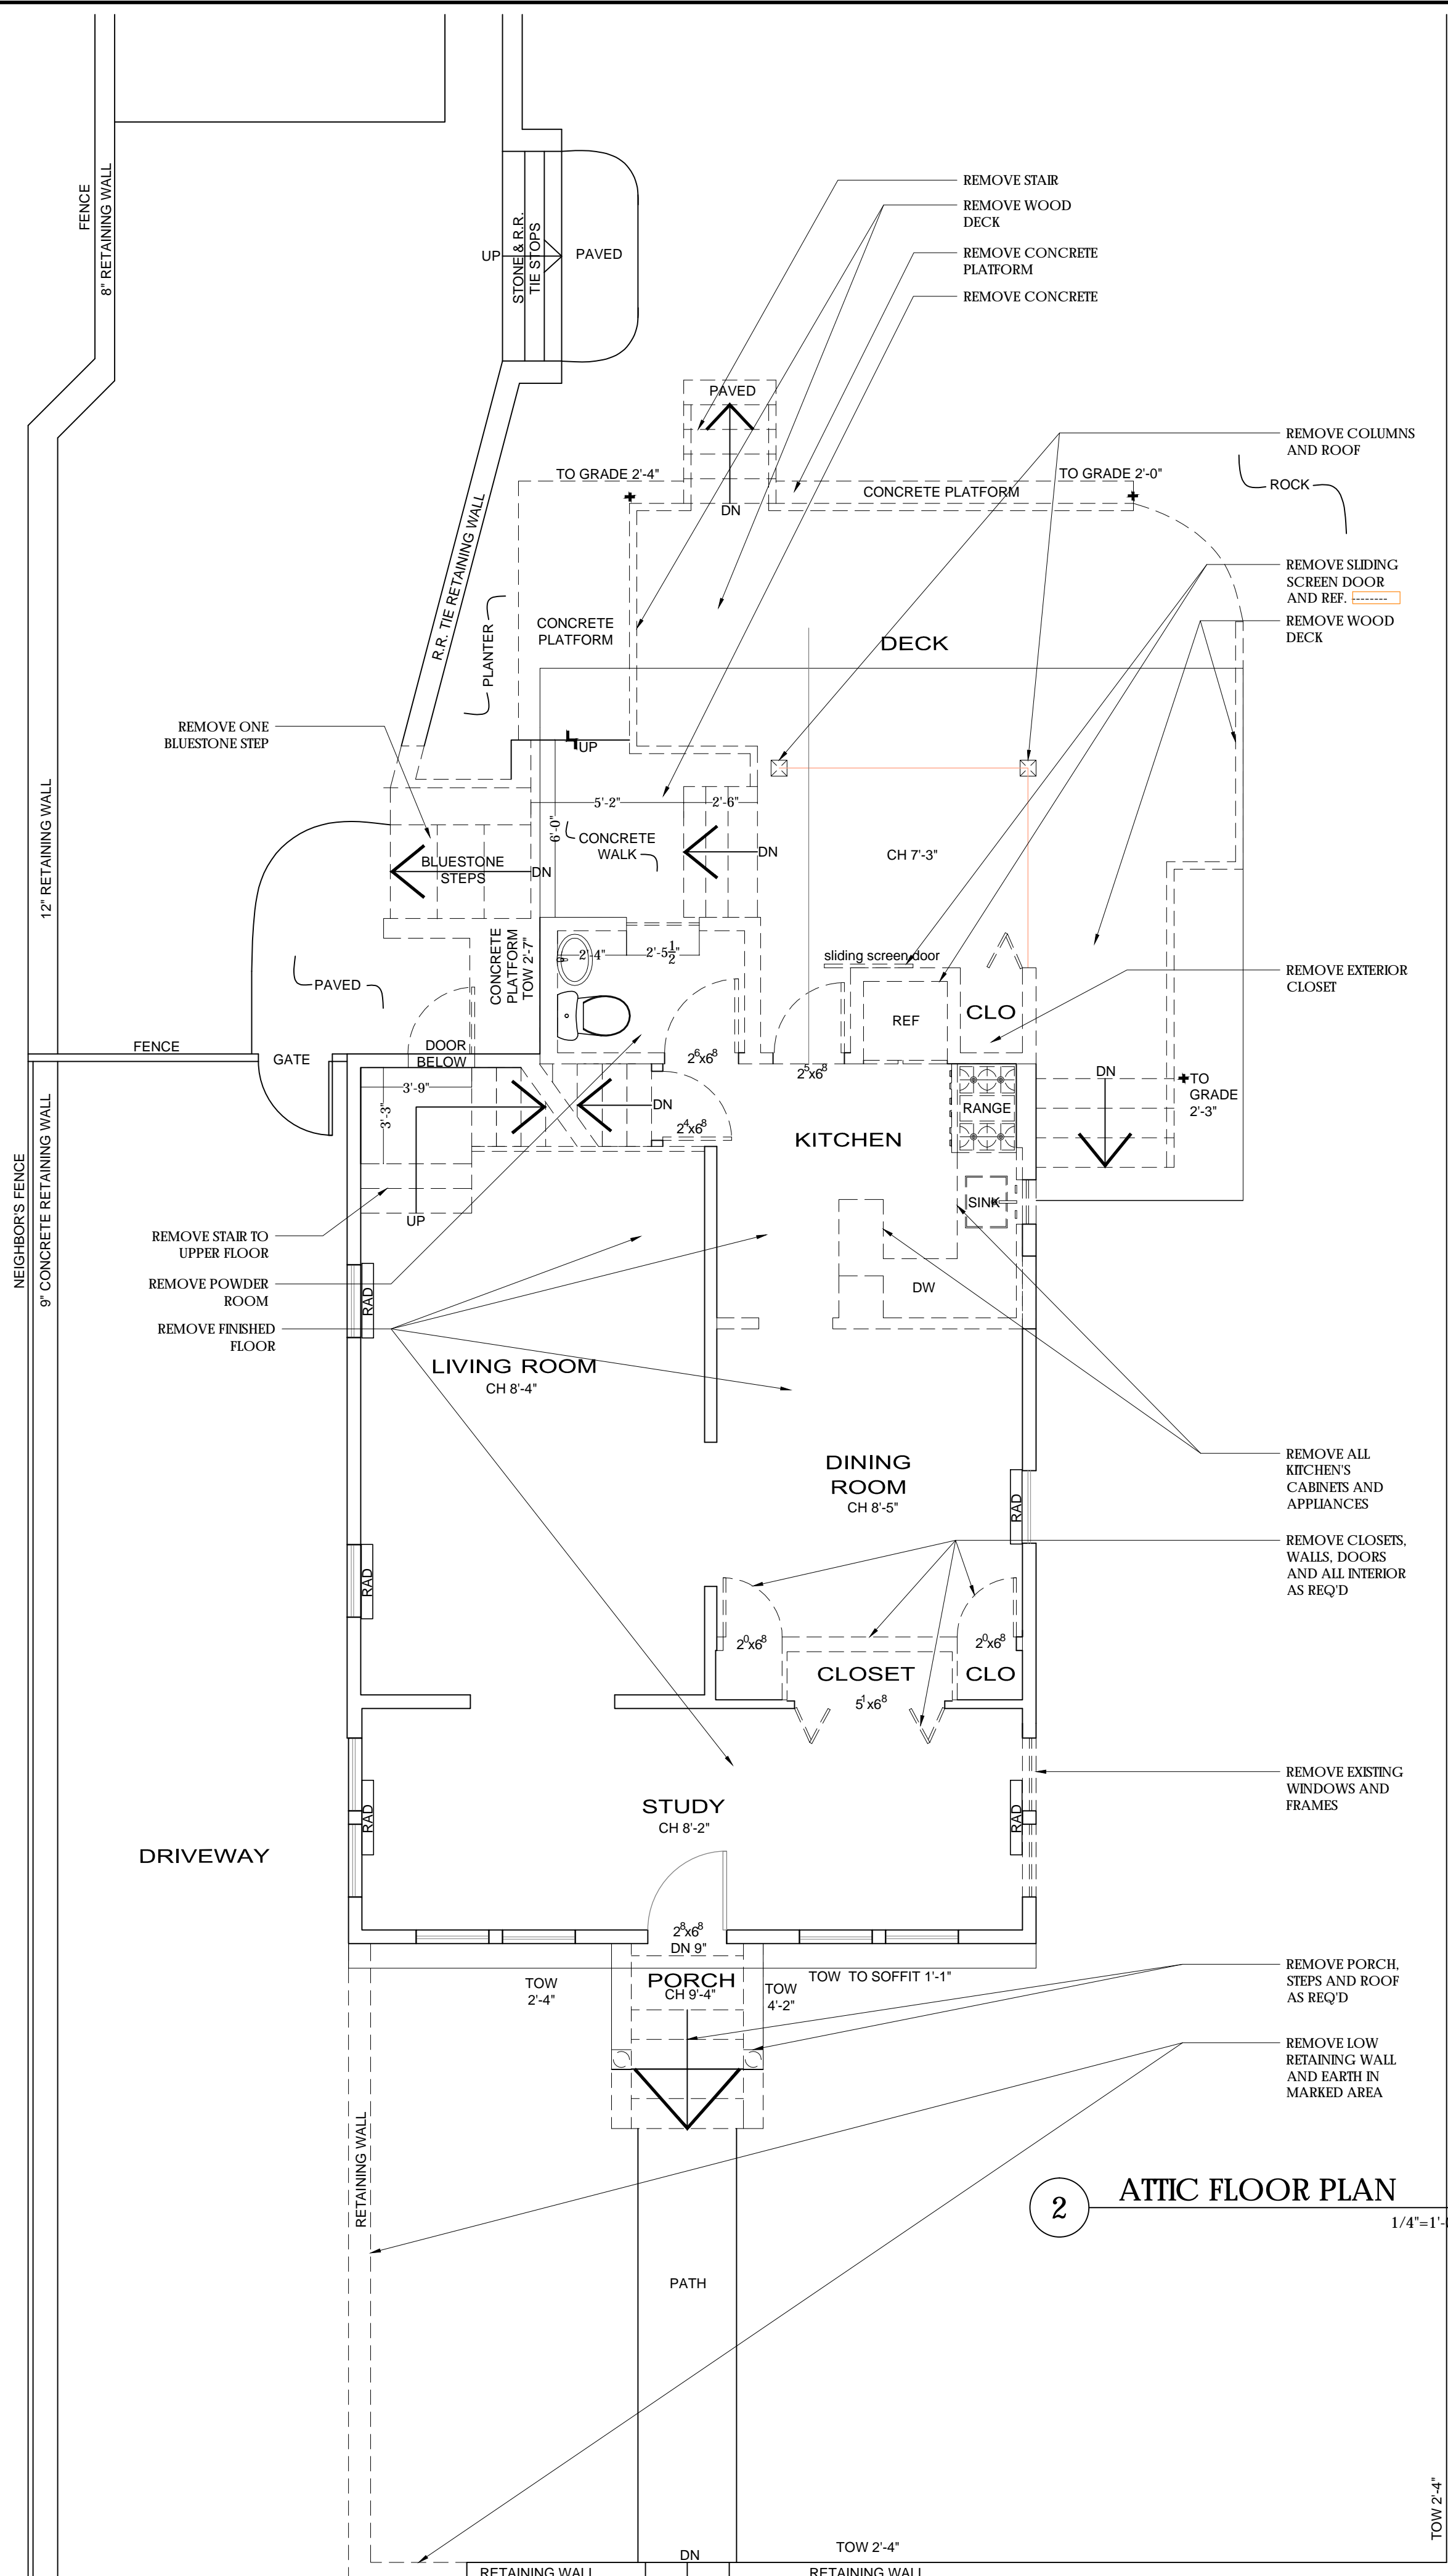 FENCE
8" RETAINING WALL
UP
STONE & R.R.
TIE STOPS
PAVED
REMOVE STAIR
REMOVE WOOD
DECK
REMOVE CONCRETE
PLATFORM
REMOVE CONCRETE
PAVED
TO GRADE 2'-4"
DN
CONCRETE PLATFORM
TO GRADE 2'-0"
REMOVE COLUMNS
AND ROOF
ROCK
R.R. TIE RETAINING WALL
PLANTER
CONCRETE
PLATFORM
DECK
REMOVE SLIDING
SCREEN DOOR
AND REF. --------
REMOVE WOOD
DECK
REMOVE ONE
BLUESTONE STEP
UP
12" RETAINING WALL
5'-2"
2'-6"
6'-0"
CONCRETE
WALK
DN
CH 7'-3"
BLUESTONE
STEPS
DN
CONCRETE
PLATFORM
TOW 2'-7"
2'-4"
2'-5 1/2"
sliding screen door
REF
CLO
REMOVE EXTERIOR
CLOSET
PAVED
FENCE
GATE
DOOR
BELOW
2⁶x6⁸
2⁵x6⁸
3'-9"
3'-3"
DN
2⁴x6⁸
KITCHEN
RANGE
DN
TO
GRADE
2'-3"
SINK
UP
NEIGHBOR'S FENCE
9" CONCRETE RETAINING WALL
REMOVE STAIR TO
UPPER FLOOR
REMOVE POWDER
ROOM
REMOVE FINISHED
FLOOR
RAD
DW
LIVING ROOM
CH 8'-4"
DINING
ROOM
CH 8'-5"
RAD
RAD
REMOVE ALL
KITCHEN'S
CABINETS AND
APPLIANCES
REMOVE CLOSETS,
WALLS, DOORS
AND ALL INTERIOR
AS REQ'D
2⁰x6⁸
2⁰x6⁸
CLOSET
CLO
5¹x6⁸
REMOVE EXISTING
WINDOWS AND
FRAMES
STUDY
CH 8'-2"
RAD
RAD
DRIVEWAY
2⁸x6⁸
DN 9"
PORCH
CH 9'-4"
TOW
2'-4"
TOW
4'-2"
TOW TO SOFFIT 1'-1"
REMOVE PORCH,
STEPS AND ROOF
AS REQ'D
REMOVE LOW
RETAINING WALL
AND EARTH IN
MARKED AREA
RETAINING WALL
2
ATTIC FLOOR PLAN
1/4"=1'-
PATH
TOW 2'-4"
DN
TOW 2'-4"
RETAINING WALL
RETAINING WALL